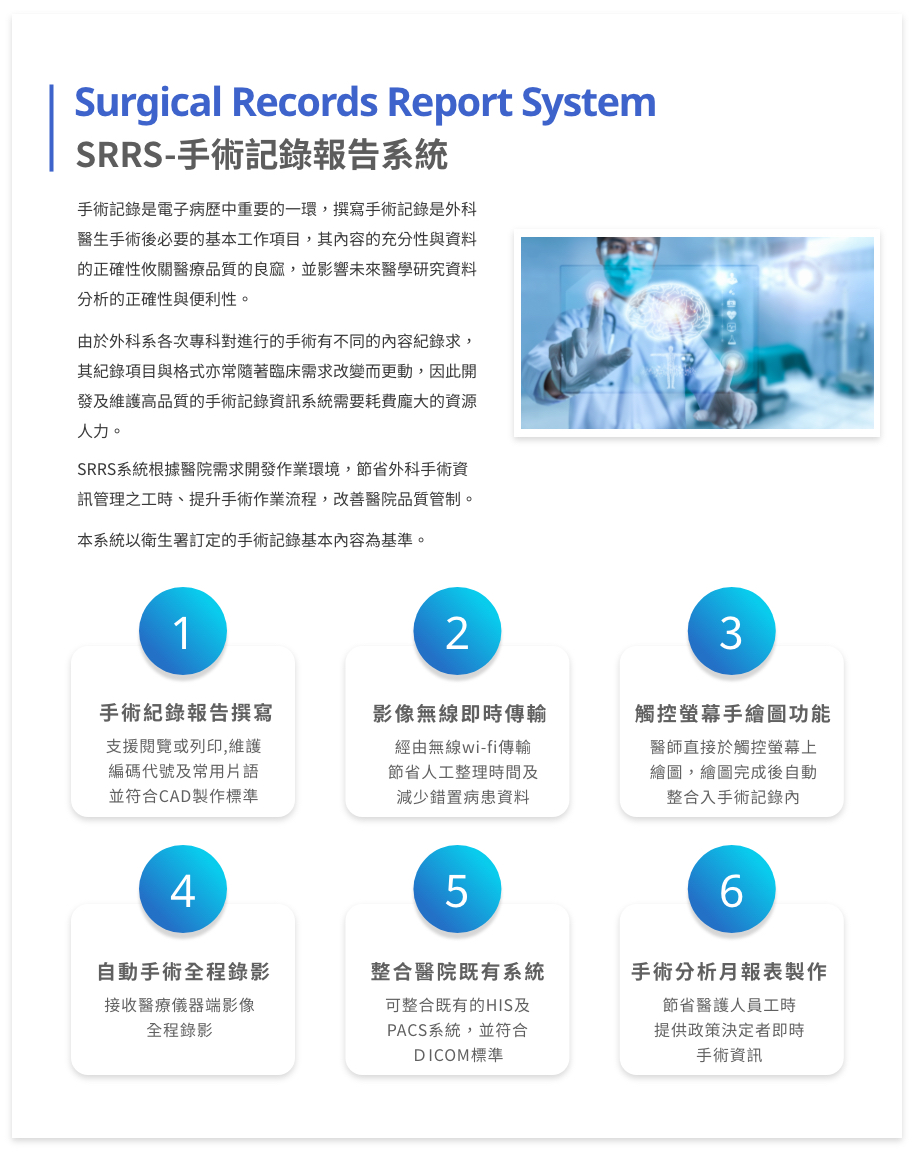 Surgical Records Report System
SRRS-手術記錄報告系統
手術記錄是電子病歷中重要的一環，撰寫手術記錄是外科
醫生手術後必要的基本工作項目，其內容的充分性與資料
的正確性攸關醫療品質的良窳，並影響未來醫學研究資料
分析的正確性與便利性。
由於外科系各次專科對進行的手術有不同的內容紀錄求，
其紀錄項目與格式亦常隨著臨床需求改變而更動，因此開
發及維護高品質的手術記錄資訊系統需要耗費龐大的資源
人力。
SRRS系統根據醫院需求開發作業環境，節省外科手術資
訊管理之工時、提升手術作業流程，改善醫院品質管制。
本系統以衛生署訂定的手術記錄基本內容為基準。
1
手術紀錄報告撰寫
支援閱覽或列印,維護
編碼代號及常用片語
並符合CAD製作標準
2
影像無線即時傳輸
經由無線wi-fi傳輸
節省人工整理時間及
減少錯置病患資料
3
觸控螢幕手繪圖功能
醫師直接於觸控螢幕上
繪圖，繪圖完成後自動
整合入手術記錄內
4
自動手術全程錄影
接收醫療儀器端影像
全程錄影
5
整合醫院既有系統
可整合既有的HIS及
PACS系統，並符合
ＤICOM標準
6
手術分析月報表製作
節省醫護人員工時
提供政策決定者即時
手術資訊